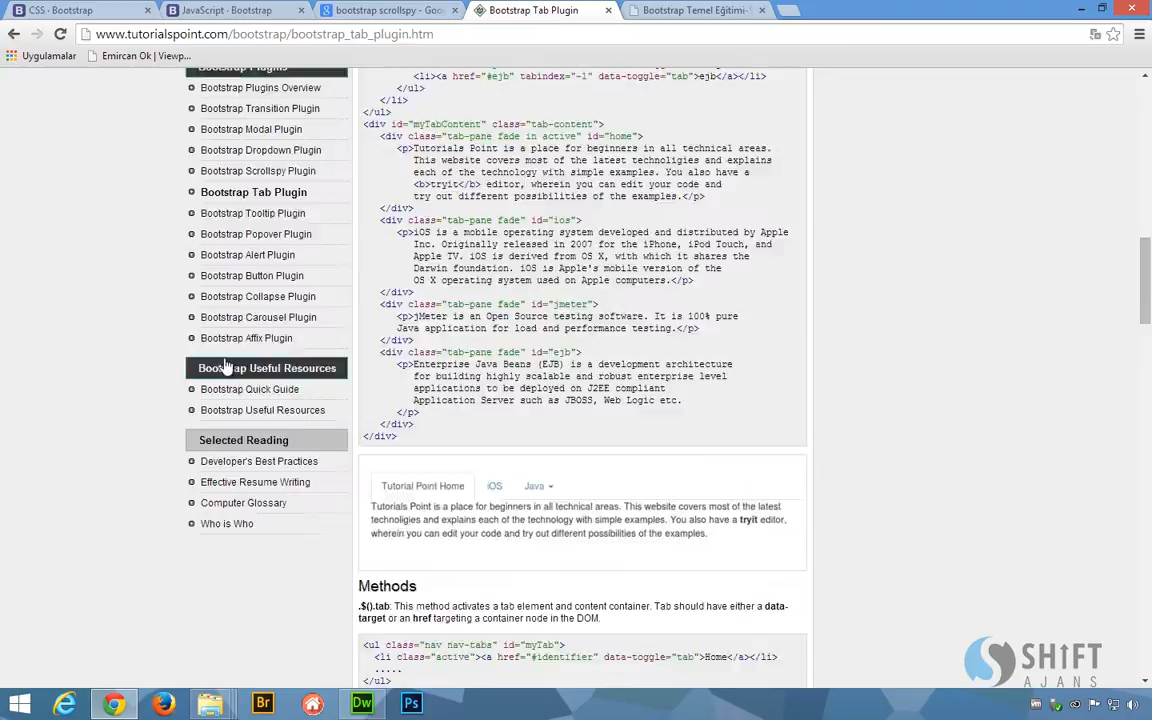 CSS · Bootstrap
JavaScript · Bootstrap
bootstrap scrollspy - Goo
Bootstrap Tab Plugin
Bootstrap Temel Eğitimi-
www.tutorialspoint.com/bootstrap/bootstrap_tab_plugin.htm
Uygulamalar
Emircan Ok | Viewp...
Bootstrap Plugins
Bootstrap Plugins Overview
Bootstrap Transition Plugin
Bootstrap Modal Plugin
Bootstrap Dropdown Plugin
Bootstrap Scrollspy Plugin
Bootstrap Tab Plugin
Bootstrap Tooltip Plugin
Bootstrap Popover Plugin
Bootstrap Alert Plugin
Bootstrap Button Plugin
Bootstrap Collapse Plugin
Bootstrap Carousel Plugin
Bootstrap Affix Plugin
Bootstrap Useful Resources
Bootstrap Quick Guide
Bootstrap Useful Resources
Selected Reading
Developer's Best Practices
Effective Resume Writing
Computer Glossary
Who is Who
<li><a href="#ejb" tabindex="-1" data-toggle="tab">ejb</a></li>
</ul>
</li>
</ul>
<div id="myTabContent" class="tab-content">
<div class="tab-pane fade in active" id="home">
<p>Tutorials Point is a place for beginners in all technical areas.
This website covers most of the latest technoligies and explains
each of the technology with simple examples. You also have a
<b>tryit</b> editor, wherein you can edit your code and
try out different possibilities of the examples.</p>
</div>
<div class="tab-pane fade" id="ios">
<p>iOS is a mobile operating system developed and distributed by Apple
Inc. Originally released in 2007 for the iPhone, iPod Touch, and
Apple TV. iOS is derived from OS X, with which it shares the
Darwin foundation. iOS is Apple's mobile version of the
OS X operating system used on Apple computers.</p>
</div>
<div class="tab-pane fade" id="jmeter">
<p>jMeter is an Open Source testing software. It is 100% pure
Java application for load and performance testing.</p>
</div>
<div class="tab-pane fade" id="ejb">
<p>Enterprise Java Beans (EJB) is a development architecture
for building highly scalable and robust enterprise level
applications to be deployed on J2EE compliant
Application Server such as JBOSS, Web Logic etc.
</p>
</div>
</div>
Tutorial Point Home iOS Java
Tutorials Point is a place for beginners in all technical areas. This website covers most of the latest
technoligies and explains each of the technology with simple examples. You also have a tryit editor,
wherein you can edit your code and try out different possibilities of the examples.
Methods
.$().tab: This method activates a tab element and content container. Tab should have either a data-
target or an href targeting a container node in the DOM.
<ul class="nav nav-tabs" id="myTab">
<li class="active"><a href="#identifier" data-toggle="tab">Home</a></li>
.....
</ul>
SHIFT
AJANS
Br
Dw
Ps